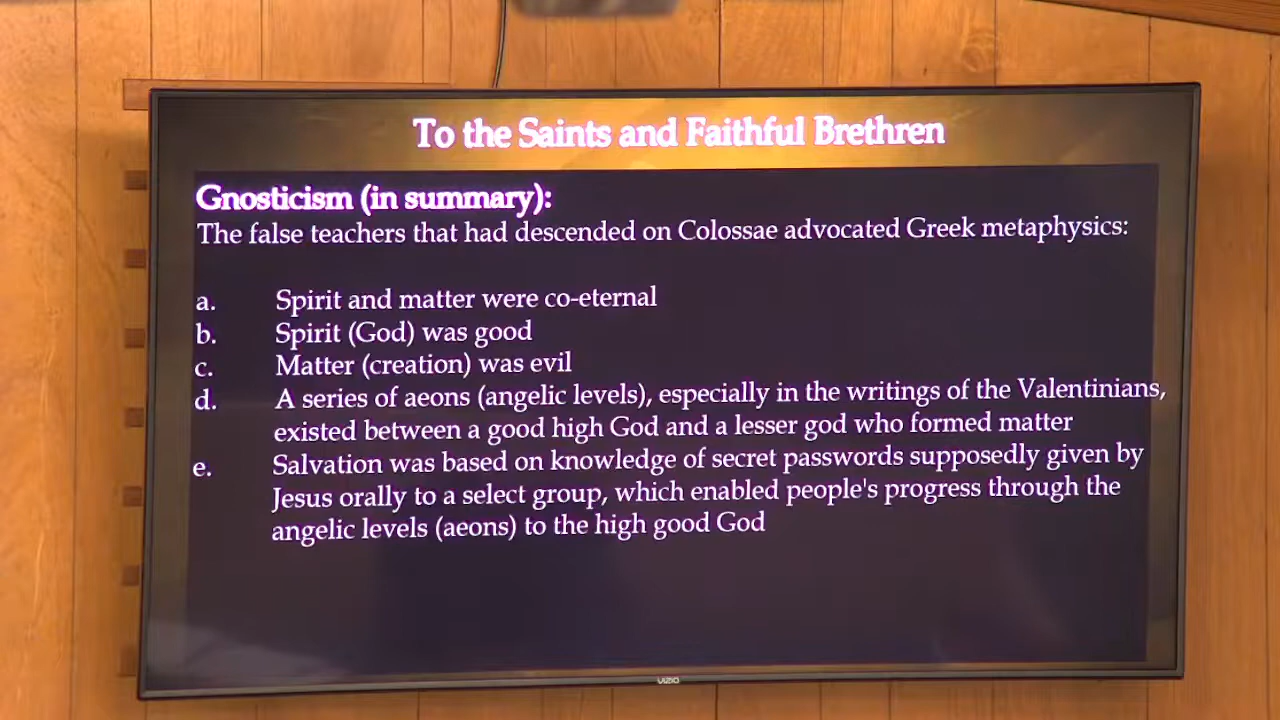 To the Saints and Faithful Brethren
Gnosticism (in summary):
The false teachers that had descended on Colossae advocated Greek metaphysics:
a. Spirit and matter were co-eternal
b. Spirit (God) was good
c. Matter (creation) was evil
d. A series of aeons (angelic levels), especially in the writings of the Valentinians,
existed between a good high God and a lesser god who formed matter
e. Salvation was based on knowledge of secret passwords supposedly given by
Jesus orally to a select group, which enabled people's progress through the
angelic levels (aeons) to the high good God
VIZIO